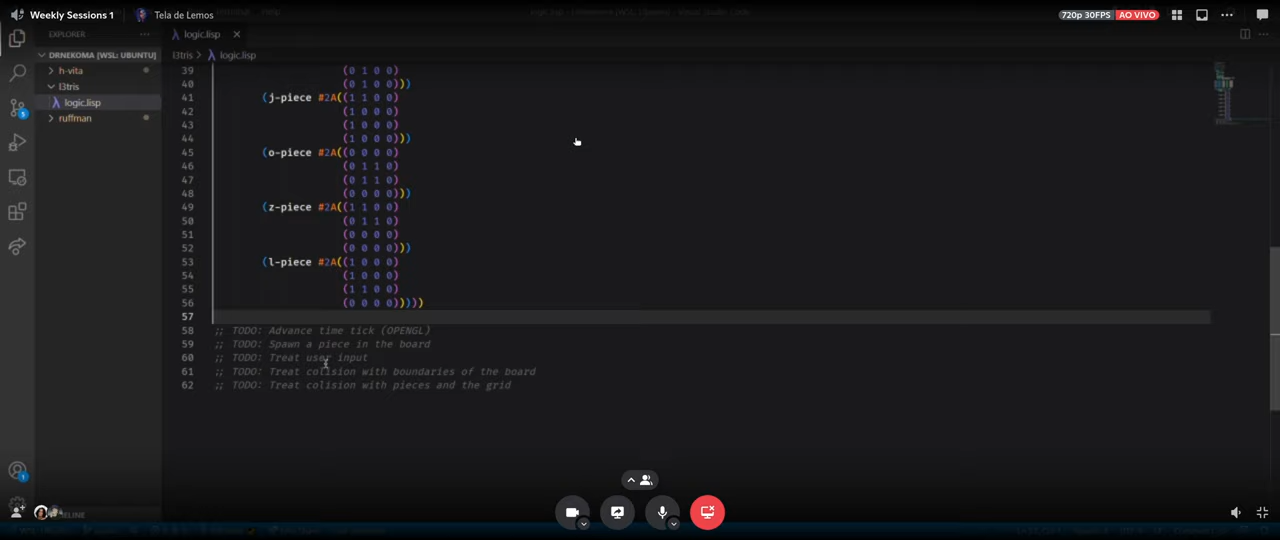 Weekly Sessions 1
Tela de Lemos
720p 30FPS AO VIVO
EXPLORER
logic.lisp
DRNEKOMA [WSL: UBUNTU]
h-vita
l3tris
logic.lisp
ruffman
l3tris > logic.lisp
39 (0 1 0 0)
40 (0 1 0 0)))
41 (j-piece #2A((1 1 0 0)
42 (1 0 0 0)
43 (1 0 0 0)
44 (1 0 0 0)))
45 (o-piece #2A((0 0 0 0)
46 (0 1 1 0)
47 (0 1 1 0)
48 (0 0 0 0)))
49 (z-piece #2A((1 1 0 0)
50 (0 1 1 0)
51 (0 0 0 0)
52 (0 0 0 0)))
53 (l-piece #2A((1 0 0 0)
54 (1 0 0 0)
55 (1 1 0 0)
56 (0 0 0 0)))))
57
58 ;; TODO: Advance time tick (OPENGL)
59 ;; TODO: Spawn a piece in the board
60 ;; TODO: Treat user input
61 ;; TODO: Treat colision with boundaries of the board
62 ;; TODO: Treat colision with pieces and the grid